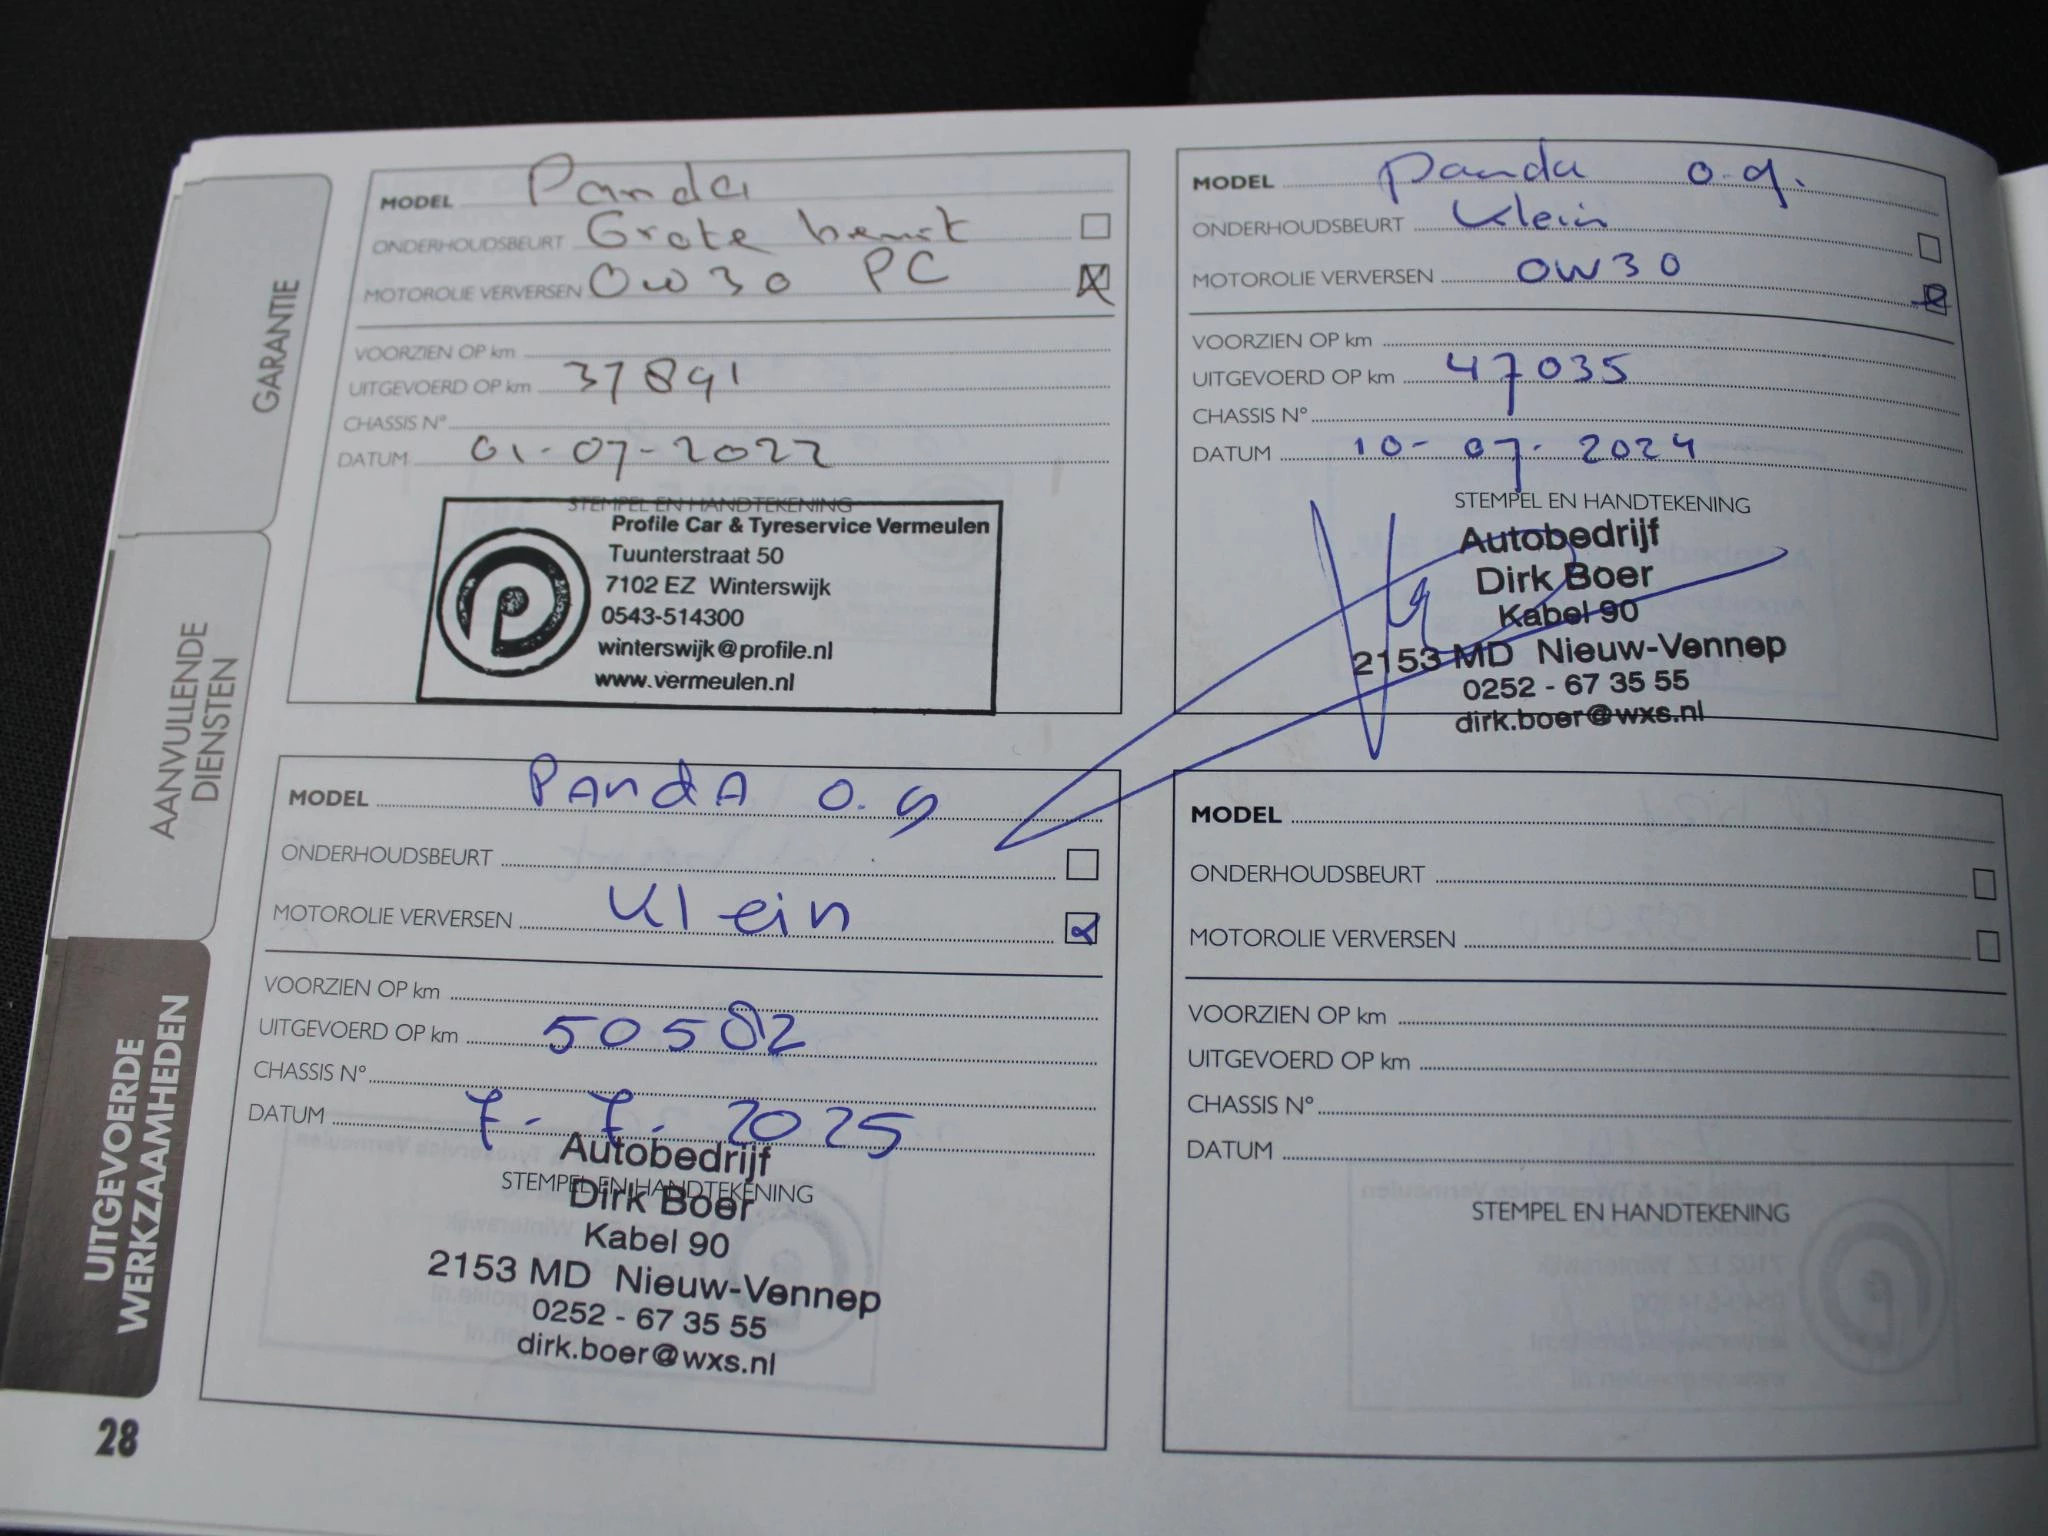 GARANTIE
AANVULLENDE
DIENSTEN
UITGEVOERDE
WERKZAAMHEDEN
28
MODEL Panda
ONDERHOUDSBEURT Grote beurt
MOTOROLIE VERVERSEN 0W30 PC
VOORZIEN OP km
UITGEVOERD OP km 37891
CHASSIS N°
DATUM 01-07-2022
STEMPEL EN HANDTEKENING
Profile Car & Tyreservice Vermeulen
Tuunterstraat 50
7102 EZ Winterswijk
0543-514300
winterswijk@profile.nl
www.vermeulen.nl
MODEL Panda 0.9.
ONDERHOUDSBEURT Klein
MOTOROLIE VERVERSEN 0W30
VOORZIEN OP km
UITGEVOERD OP km 47035
CHASSIS N°
DATUM 10-07-2024
STEMPEL EN HANDTEKENING
Autobedrijf
Dirk Boer
Kabel 90
2153 MD Nieuw-Vennep
0252 - 67 35 55
dirk.boer@wxs.nl
MODEL PandA 0.9
ONDERHOUDSBEURT
MOTOROLIE VERVERSEN Klein
VOORZIEN OP km
UITGEVOERD OP km 50582
CHASSIS N°
DATUM 7-7-2025
Autobedrijf
STEMPEL EN HANDTEKENING
Dirk Boer
Kabel 90
2153 MD Nieuw-Vennep
0252 - 67 35 55
dirk.boer@wxs.nl
MODEL
ONDERHOUDSBEURT
MOTOROLIE VERVERSEN
VOORZIEN OP km
UITGEVOERD OP km
CHASSIS N°
DATUM
STEMPEL EN HANDTEKENING